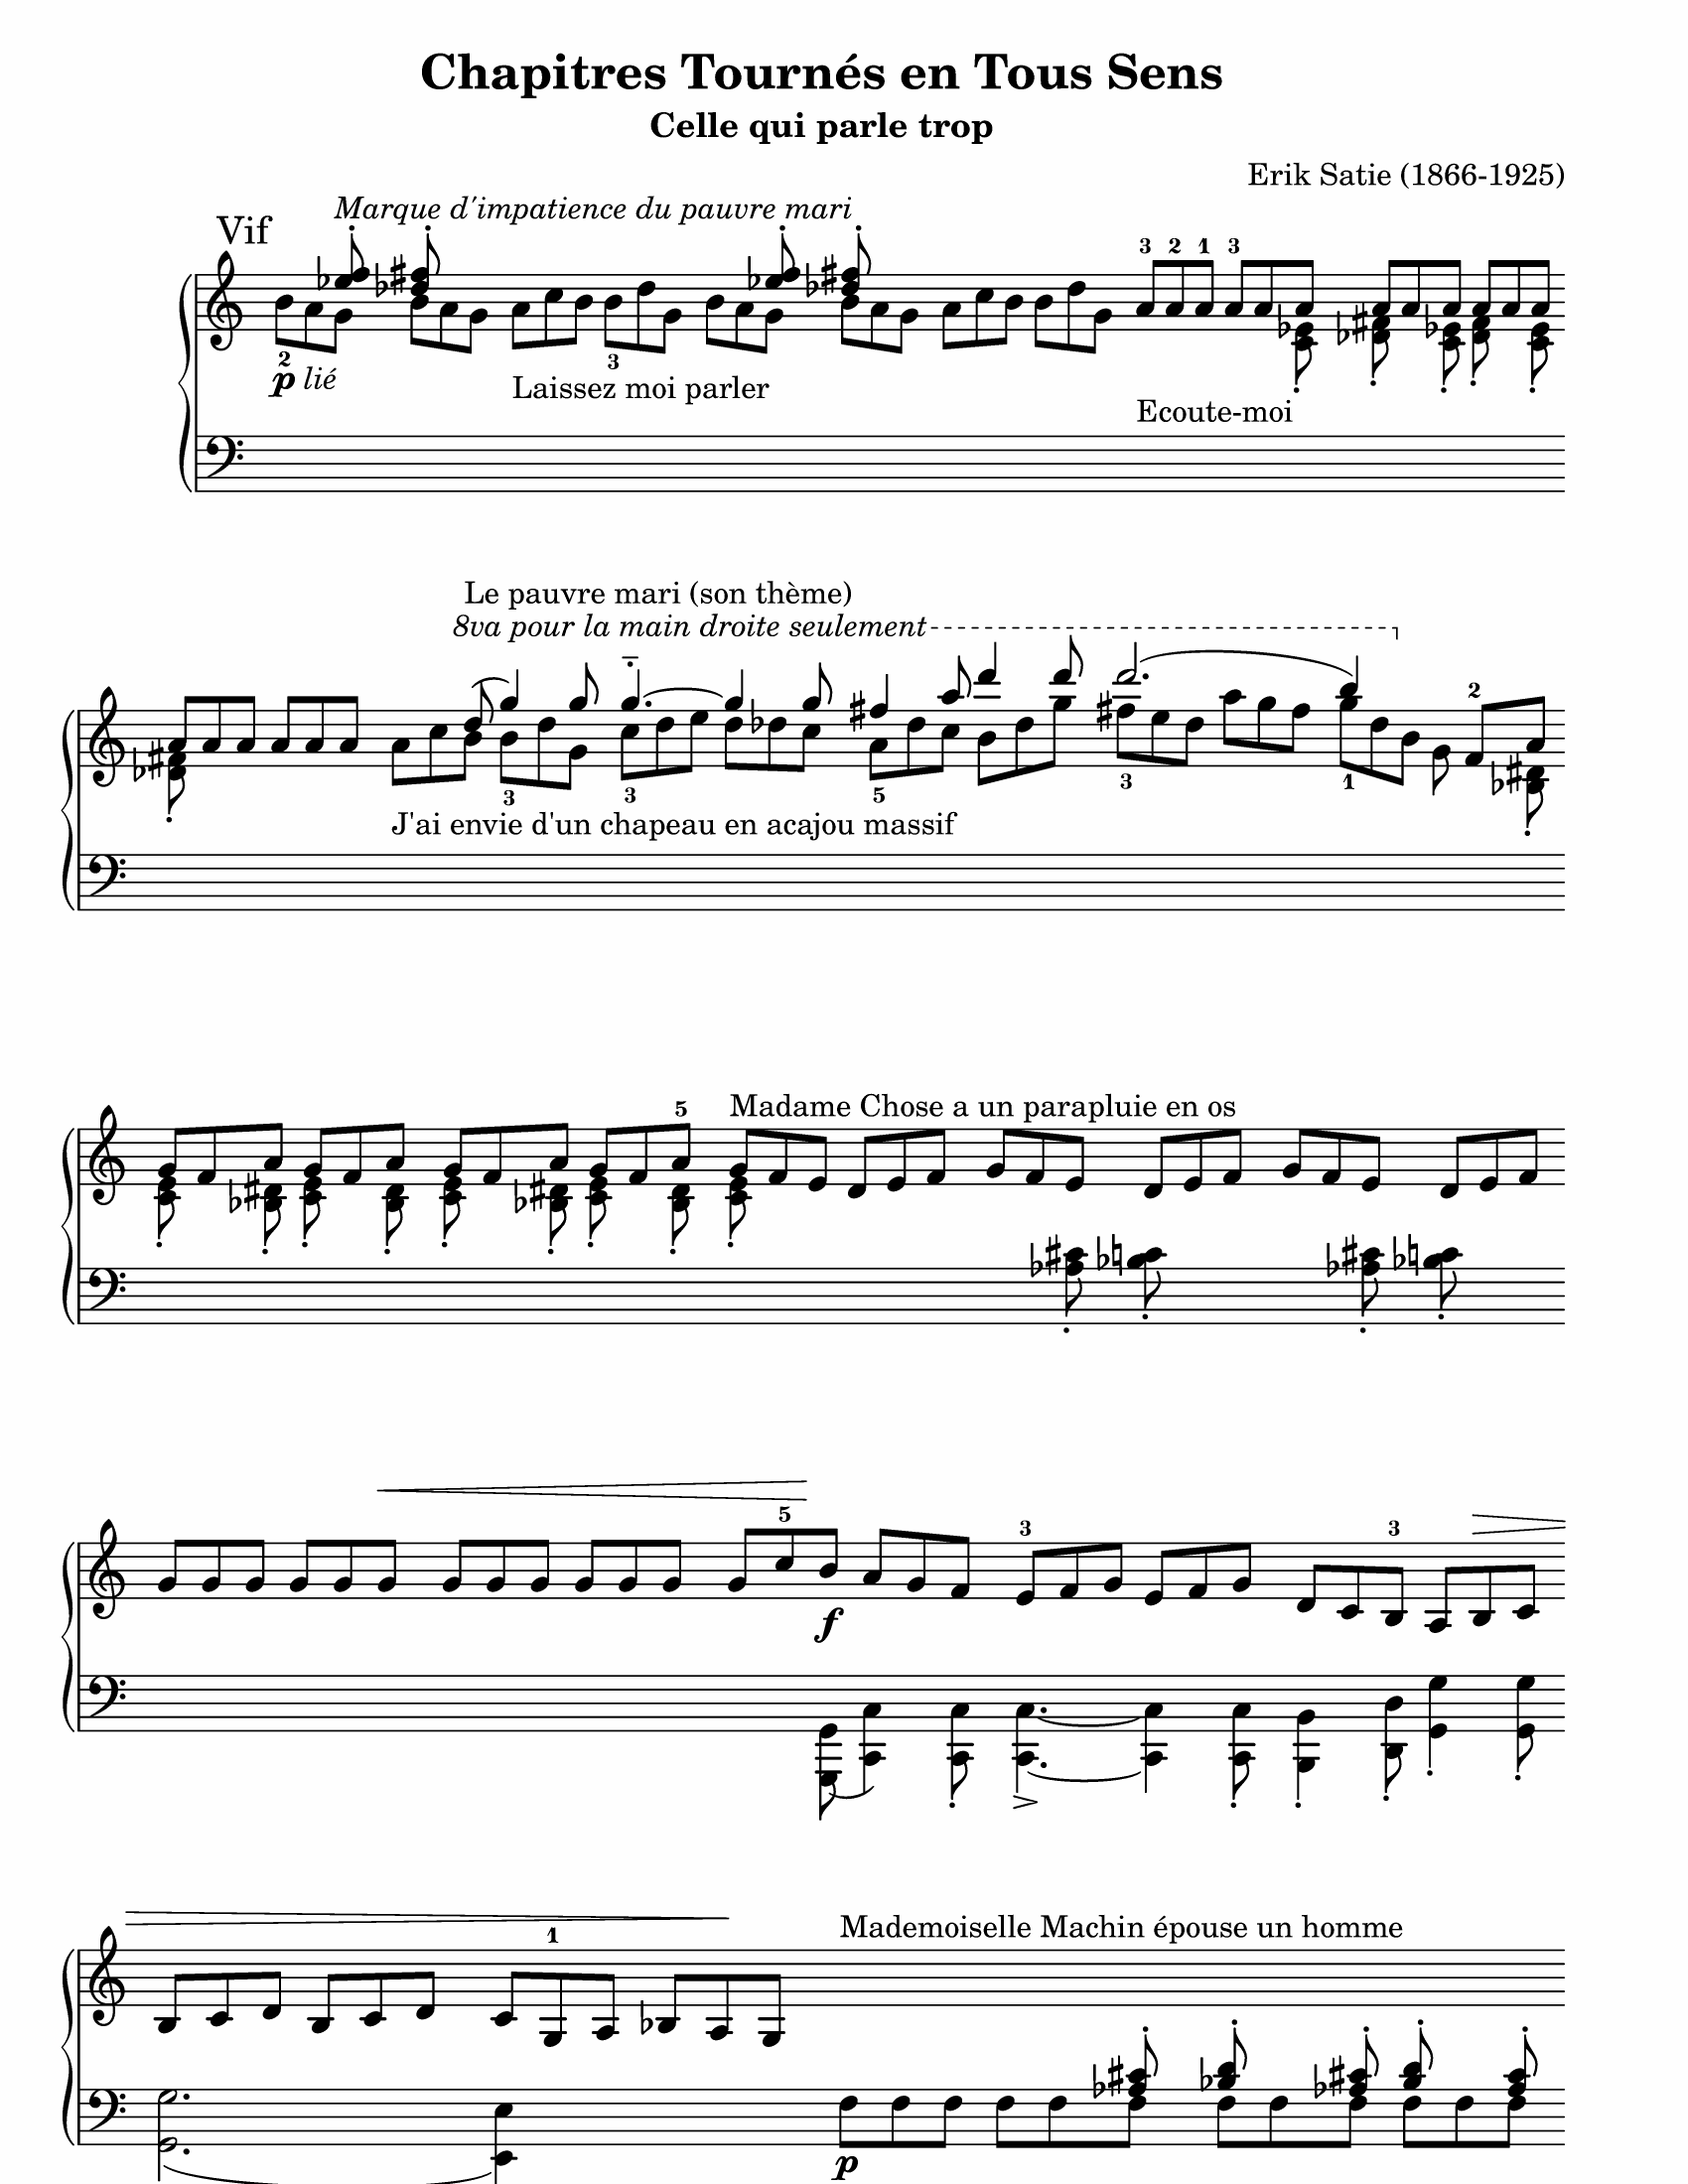 Chapitres Tournés en Tous Sens
Celle qui parle trop
Erik Satie (1866-1925)
Marque d'impatience du pauvre mari
Vif
3 2 1 3
2 3
p lié
Laissez moi parler
Ecoute-moi
Le pauvre mari (son thème)
8va pour la main droite seulement
2
3 3 5 3 1
J'ai envie d'un chapeau en acajou massif
5
Madame Chose a un parapluie en os
5 3 3
f
Mademoiselle Machin épouse un homme
1
p